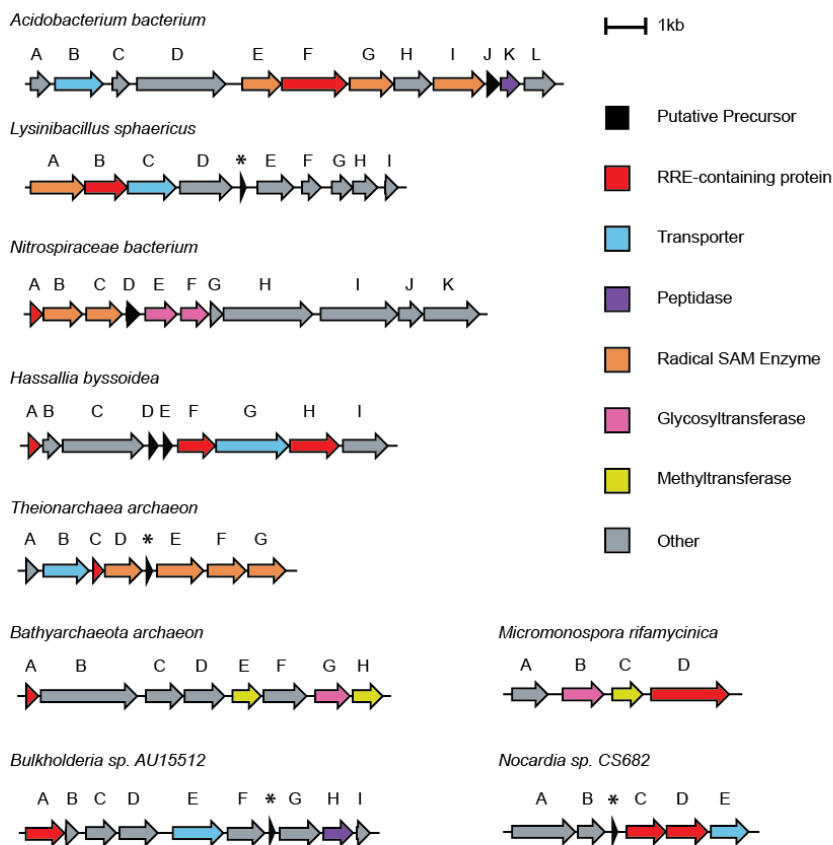 Acidobacterium bacterium
1kb
A B C D E F G H I J K L
Putative Precursor
Lysinibacillus sphaericus
A B C D * E F G H I
RRE-containing protein
Transporter
Nitrospiraceae bacterium
A B C D E F G H I J K
Peptidase
Radical SAM Enzyme
Hassallia byssoidea
A B C D E F G H I
Glycosyltransferase
Methyltransferase
Theionarchaea archaeon
A B C D * E F G
Other
Bathyarchaeota archaeon
A B C D E F G H
Micromonospora rifamycinica
A B C D
Bulkholderia sp. AU15512
A B C D E F * G H I
Nocardia sp. CS682
A B * C D E